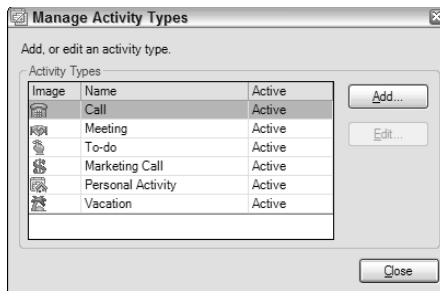 Manage Activity Types
Add, or edit an activity type.
Activity Types
Image Name Active
Call Active
Meeting Active
To-do Active
Marketing Call Active
Personal Activity Active
Vacation Active
Add...
Edit...
Close